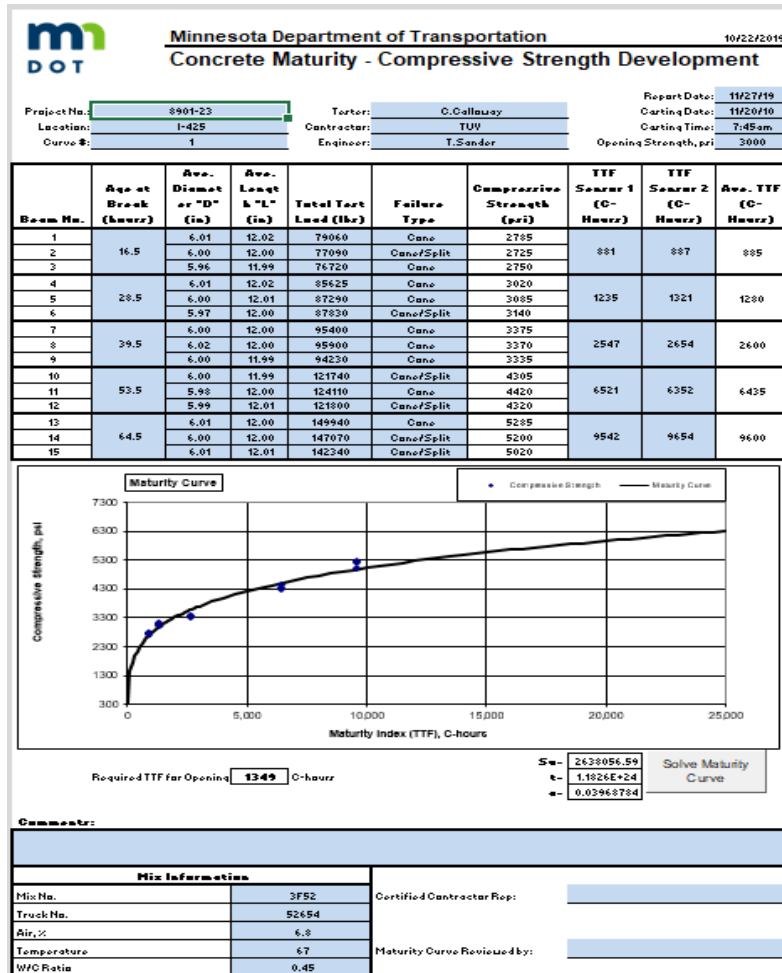 mn
DOT
Minnesota Department of Transportation 10/22/2019
Concrete Maturity - Compressive Strength Development
Report Date: 11/27/19
Project No.: 8901-23 Tester: C.Callouay Casting Date: 11/20/10
Location: I-425 Contractor: TUV Casting Time: 7:45am
Curve #: 1 Engineer: T.Sander Opening Strength, psi 3000
Beam No. Age at Break (hours) Ave. Diameter "D" (in) Ave. Length "L" (in) Total Test Load (lbs) Failure Type Compressive Strength (psi) TTF Sensor 1 (C-Hours) TTF Sensor 2 (C-Hours) Ave. TTF (C-Hours)
1 6.01 12.02 79060 Cone 2785
2 16.5 6.00 12.00 77090 Cone/Split 2725 881 887 885
3 5.96 11.99 76720 Cone 2750
4 6.01 12.02 85625 Cone 3020
5 28.5 6.00 12.01 87290 Cone 3085 1235 1321 1280
6 5.97 12.00 87830 Cone/Split 3140
7 6.00 12.00 95400 Cone 3375
8 39.5 6.02 12.00 95900 Cone 3370 2547 2654 2600
9 6.00 11.99 94230 Cone 3335
10 6.00 11.99 121740 Cone/Split 4305
11 53.5 5.98 12.00 124110 Cone/Split 4420 6521 6352 6435
12 5.99 12.01 121800 Cone/Split 4320
13 6.01 12.00 149940 Cone 5285
14 64.5 6.00 12.00 147070 Cone/Split 5200 9542 9654 9600
15 6.01 12.01 142340 Cone/Split 5020
Maturity Curve
Compressive Strength Maturity Curve
Compressive Strength, psi
7300
6300
5300
4300
3300
2300
1300
300
0 5,000 10,000 15,000 20,000 25,000
Maturity Index (TTF), C-hours
Required TTF for Opening 1349 C-hours
Su= 2638056.59
t= 1.1826E+24
a= 0.03968784
Solve Maturity Curve
Comments:
Mix Information
Mix No. 3F52 Certified Contractor Rep:
Truck No. 52654
Air, % 6.8
Temperature 67 Maturity Curve Reviewed by:
W/C Ratio 0.45